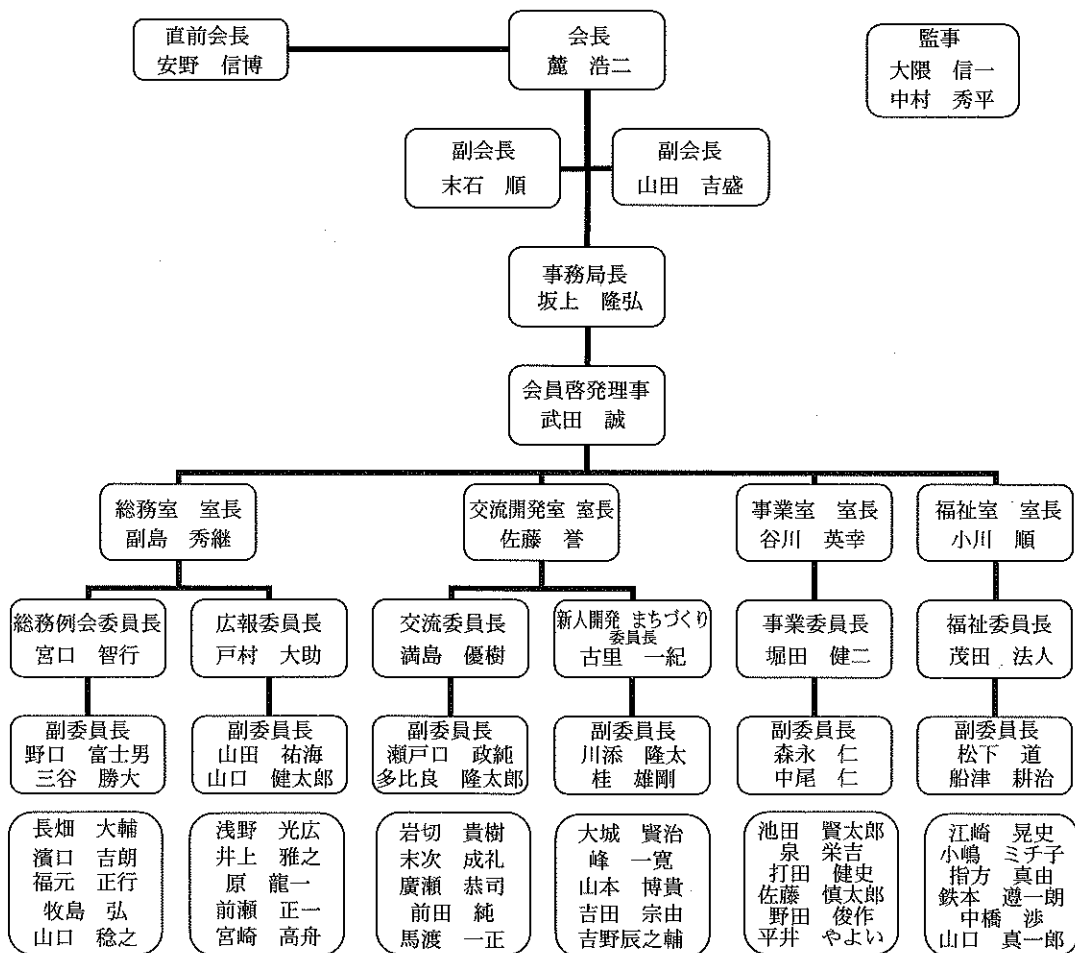 直前会長
安野　信博
会長
麓　浩二
監事
大隈　信一
中村　秀平
副会長
末石　順
副会長
山田　吉盛
事務局長
坂上　隆弘
会員啓発理事
武田　誠
総務室　室長
副島　秀継
交流開発室　室長
佐藤　誉
事業室　室長
谷川　英幸
福祉室　室長
小川　順
総務例会委員長
宮口　智行
広報委員長
戸村　大助
交流委員長
満島　優樹
新人開発　まちづくり
委員長
古里　一紀
事業委員長
堀田　健二
福祉委員長
茂田　法人
副委員長
野口　富士男
三谷　勝大
副委員長
山田　祐海
山口　健太郎
副委員長
瀬戸口　政純
多比良　隆太郎
副委員長
川添　隆太
桂　雄剛
副委員長
森永　仁
中尾　仁
副委員長
松下　道
船津　耕治
長畑　大輔
濱口　吉朗
福元　正行
牧島　弘
山口　稔之
浅野　光広
井上　雅之
原　龍一
前瀬　正一
宮崎　高舟
岩切　貴樹
末次　成礼
廣瀬　恭司
前田　純
馬渡　一正
大城　賢治
峰　一寛
山本　博貴
吉田　宗由
吉野辰之輔
池田　賢太郎
泉　栄吉
打田　健史
佐藤　慎太郎
野田　俊作
平井　やよい
江崎　晃史
小嶋　ミチ子
指方　真由
鉄本　遵一朗
中橋　渉
山口　真一郎